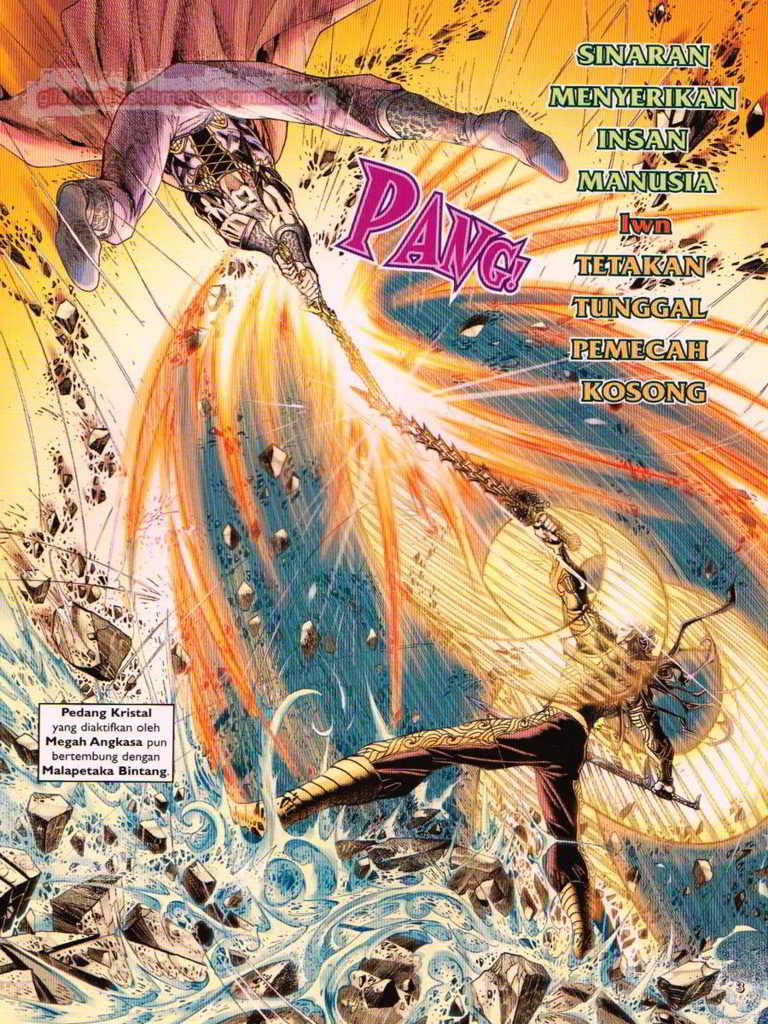 SINARAN
MENYERIKAN
INSAN
MANUSIA
lwn
TETAKAN
TUNGGAL
PEMECAH
KOSONG
PANG!
Pedang Kristal
yang diaktifkan oleh
Megah Angkasa pun
bertembung dengan
Malapetaka Bintang.
3